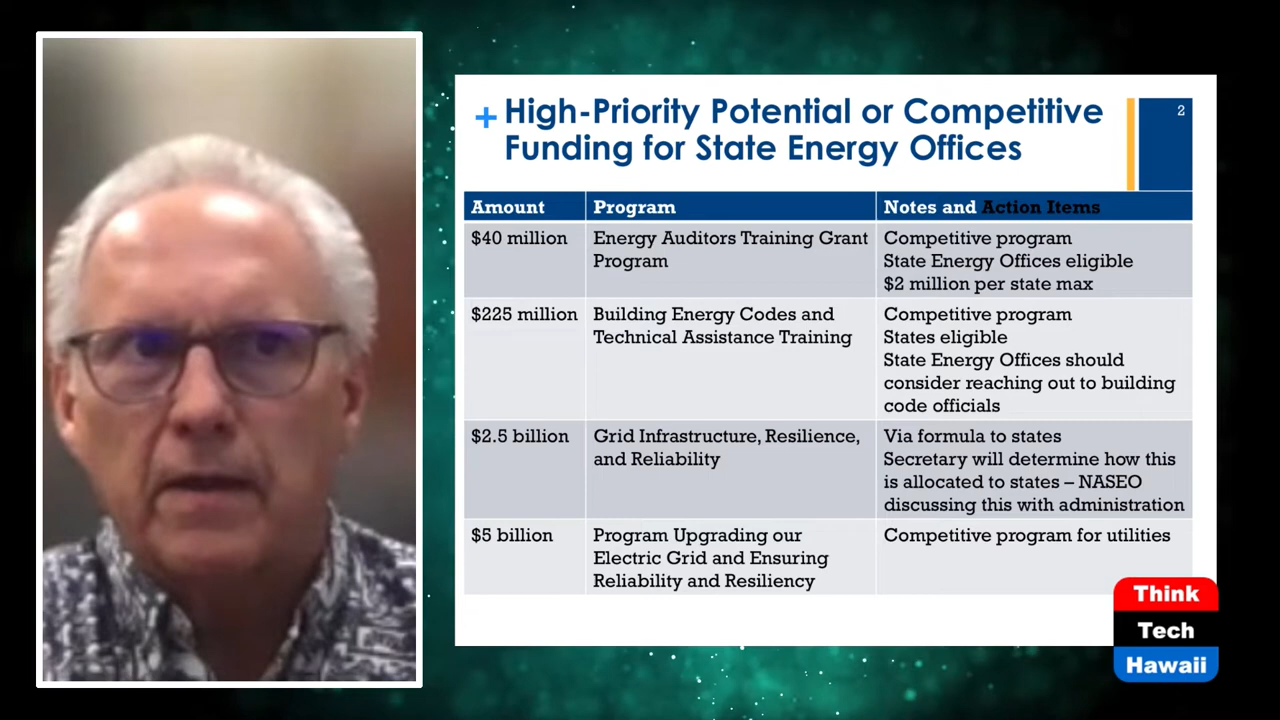 + High-Priority Potential or Competitive
Funding for State Energy Offices
2
Amount Program Notes and Action Items
$40 million Energy Auditors Training Grant Program
Competitive program
State Energy Offices eligible
$2 million per state max
$225 million Building Energy Codes and Technical Assistance Training
Competitive program
States eligible
State Energy Offices should
consider reaching out to building
code officials
$2.5 billion Grid Infrastructure, Resilience, and Reliability
Via formula to states
Secretary will determine how this
is allocated to states – NASEO
discussing this with administration
$5 billion Program Upgrading our Electric Grid and Ensuring Reliability and Resiliency
Competitive program for utilities
Think
Tech
Hawaii